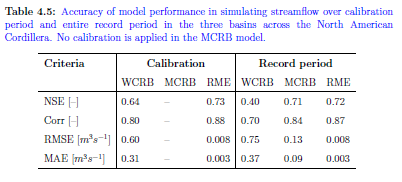 Table 4.5: Accuracy of model performance in simulating streamflow over calibration
period and entire record period in the three basins across the North American
Cordillera. No calibration is applied in the MCRB model.
Criteria Calibration Record period
WCRB MCRB RME WCRB MCRB RME
NSE [-] 0.64 – 0.73 0.40 0.71 0.72
Corr [-] 0.80 – 0.88 0.70 0.84 0.87
RMSE [m³s⁻¹] 0.60 – 0.008 0.75 0.13 0.008
MAE [m³s⁻¹] 0.31 – 0.003 0.37 0.09 0.003